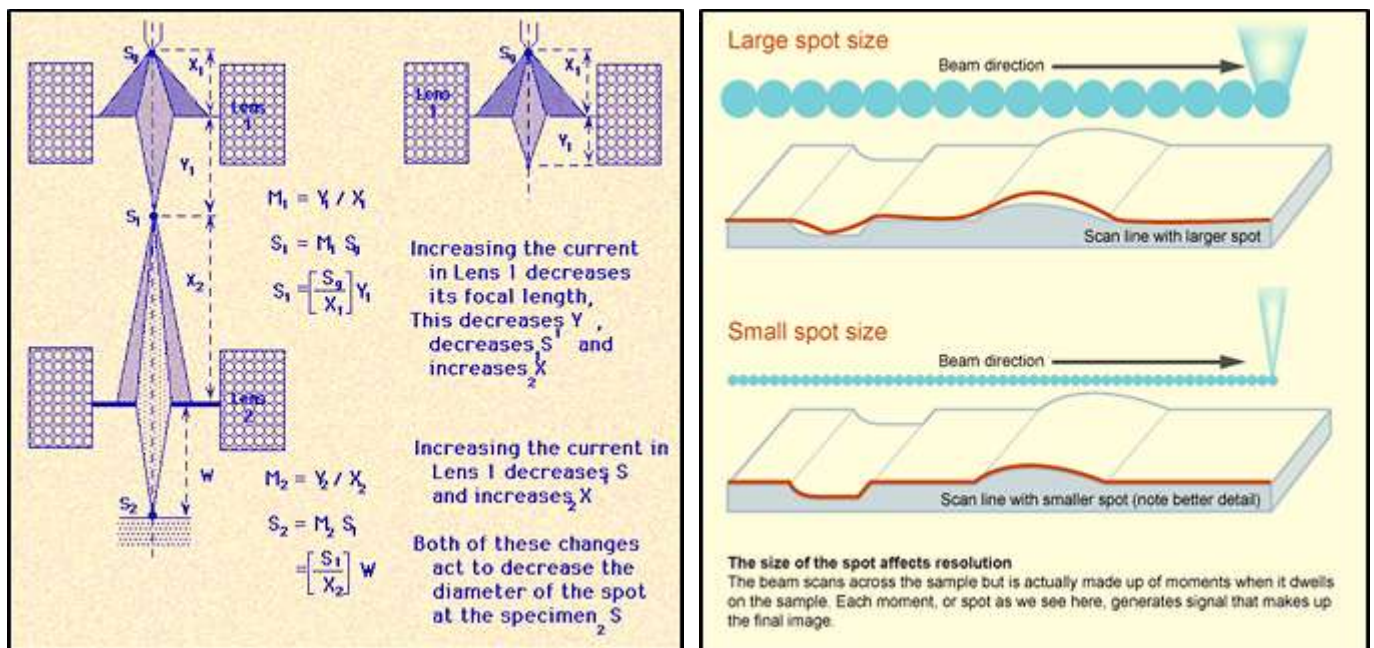 S₉
X₁
Lens
1
Y₁
S₁
X₂
Lens
2
W
S₂
M₁ = Y₁ / X₁
S₁ = M₁ S₉
S₁ = [S₉ / X₁] Y₁
M₂ = Y₂ / X₂
S₂ = M₂ S₁
= [S₁ / X₂] W
S₉
X₁
Lens
1
Y₁
Increasing the current
in Lens 1 decreases
its focal length,
This decreases Y₁,
decreases S₁ and
increases X₂
Increasing the current in
Lens 1 decreases S₁
and increases X₂
Both of these changes
act to decrease the
diameter of the spot
at the specimen S₂
Large spot size
Beam direction
Scan line with larger spot
Small spot size
Beam direction
Scan line with smaller spot (note better detail)
The size of the spot affects resolution
The beam scans across the sample but is actually made up of moments when it dwells
on the sample. Each moment, or spot as we see here, generates signal that makes up
the final image.